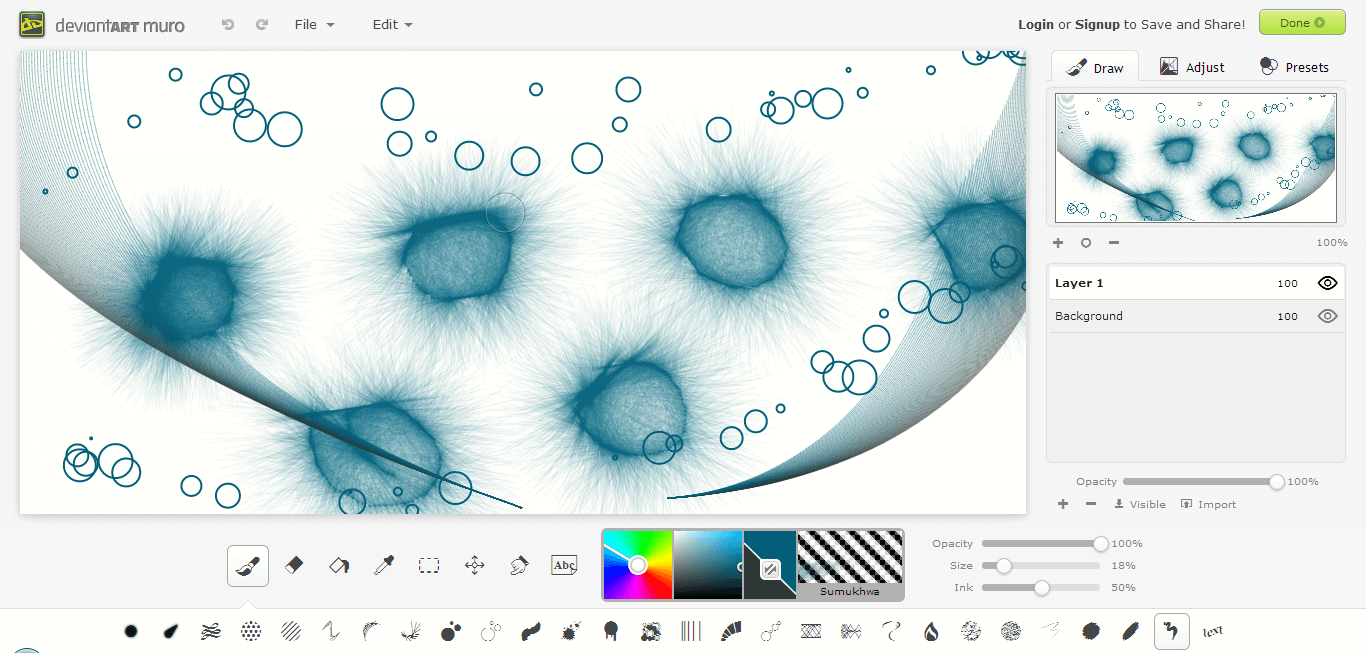 deviantART muro
File
Edit
Login or Signup to Save and Share!
Done
Draw
Adjust
Presets
100%
Layer 1 100
Background 100
Opacity 100%
Visible
Import
Abc
Sumukhwa
Opacity 100%
Size 18%
Ink 50%
text